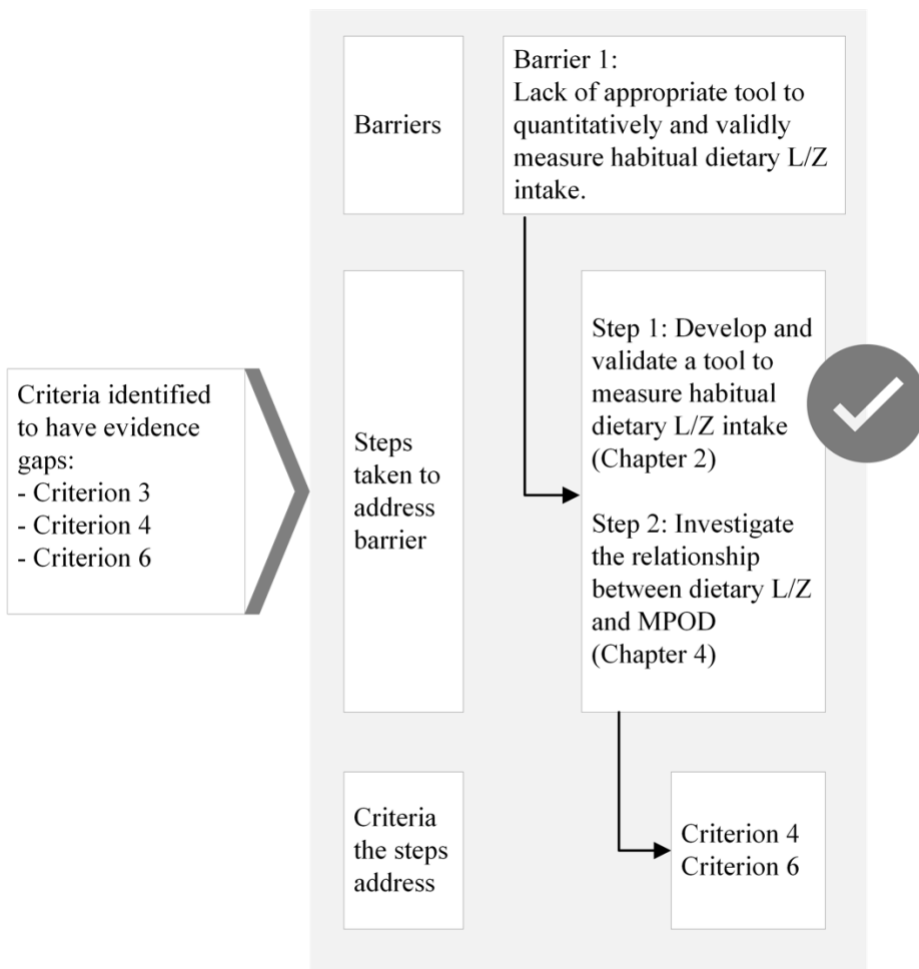 Criteria identified
to have evidence
gaps:
- Criterion 3
- Criterion 4
- Criterion 6
Barriers
Barrier 1:
Lack of appropriate tool to
quantitatively and validly
measure habitual dietary L/Z
intake.
Steps
taken to
address
barrier
Step 1: Develop and
validate a tool to
measure habitual
dietary L/Z intake
(Chapter 2)
Step 2: Investigate
the relationship
between dietary L/Z
and MPOD
(Chapter 4)
Criteria
the steps
address
Criterion 4
Criterion 6